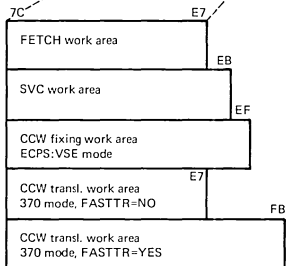 7C E7
FETCH work area
EB
SVC work area
EF
CCW fixing work area
ECPS:VSE mode
E7
CCW transl. work area
370 mode, FASTTR=NO
FB
CCW transl. work area
370 mode, FASTTR=YES